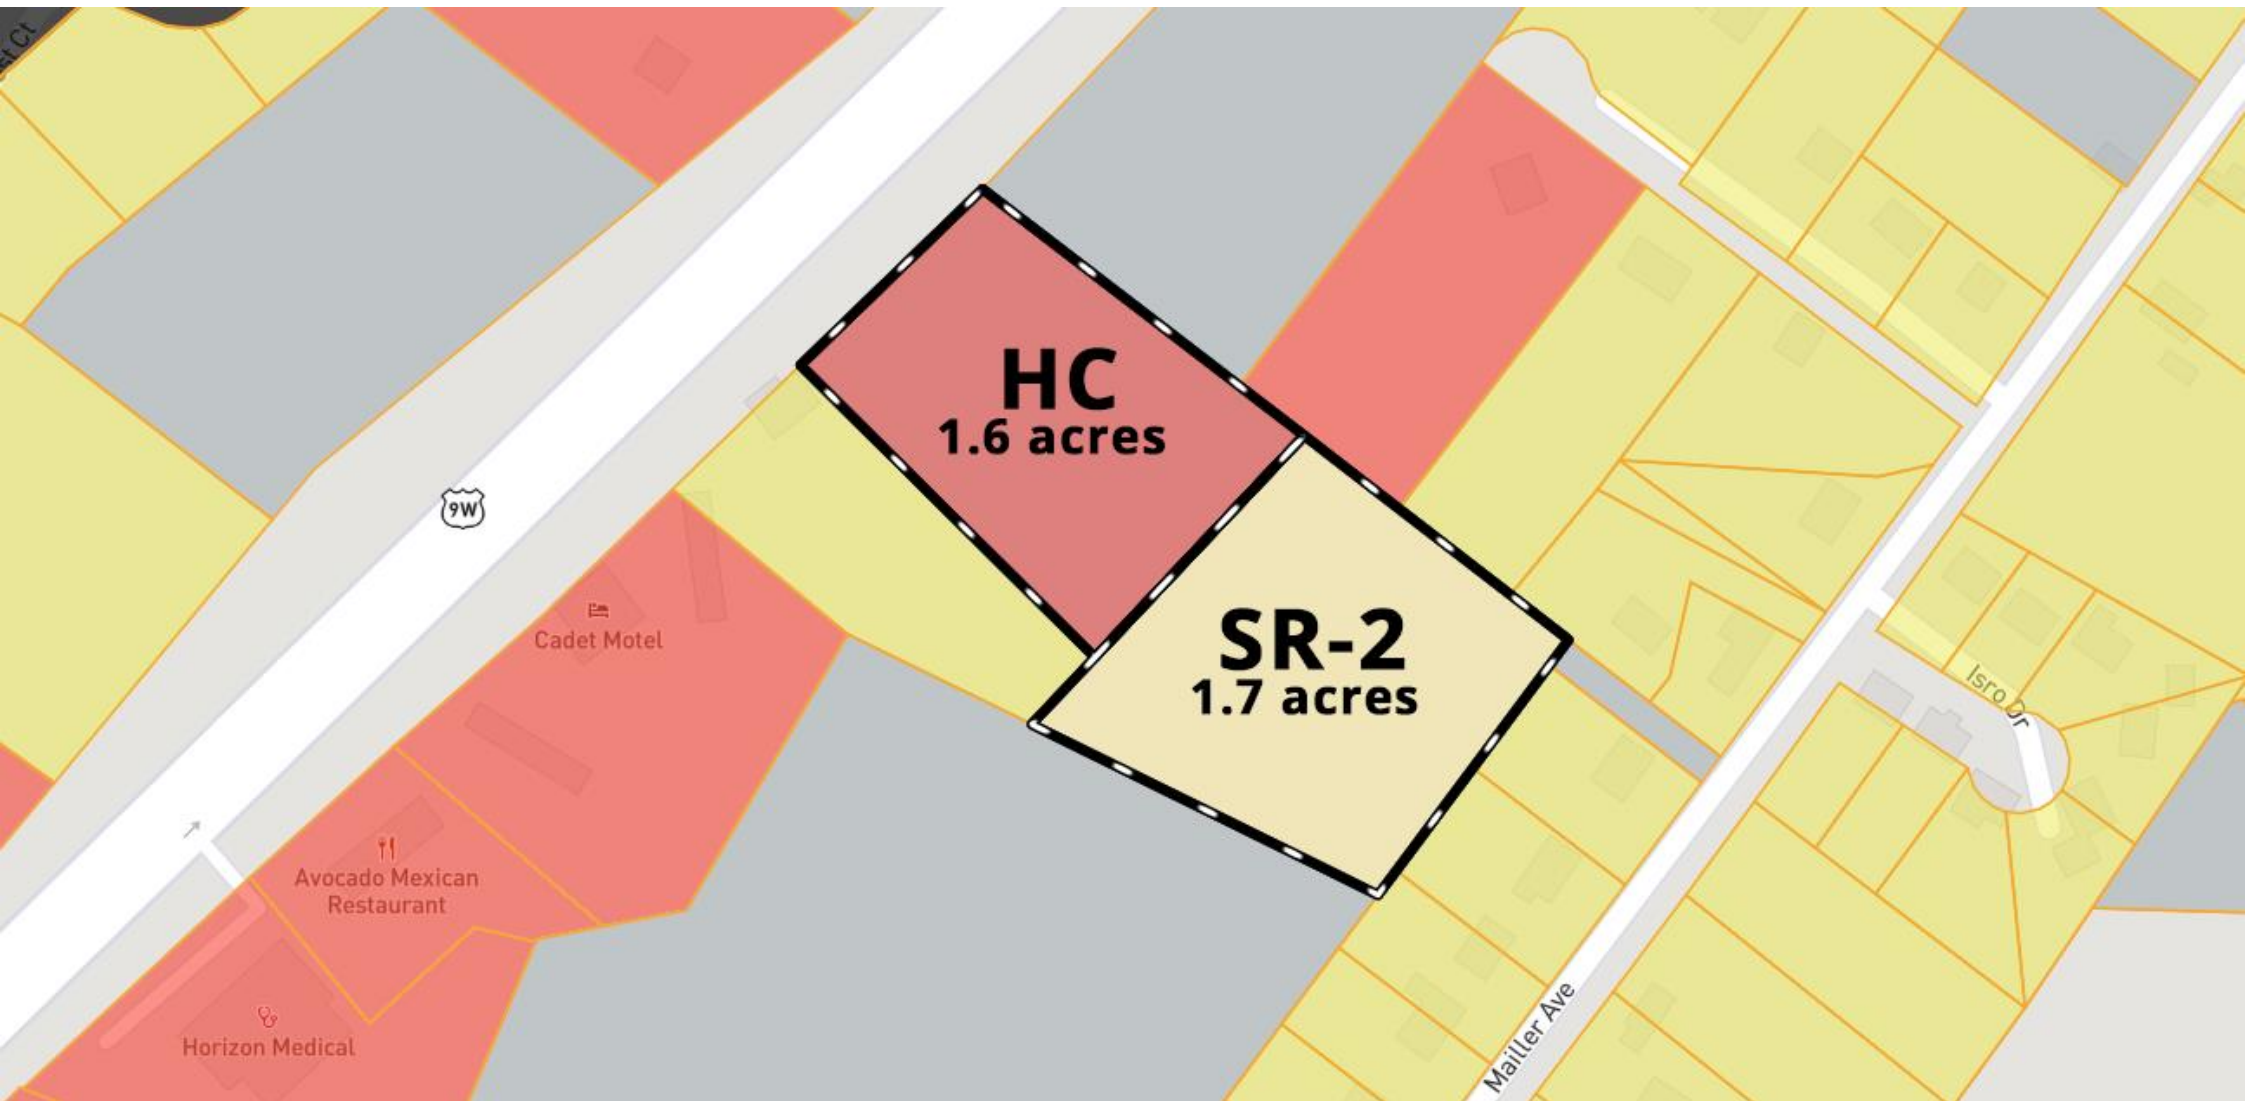 HC
1.6 acres
9W
SR-2
1.7 acres
Cadet Motel
Isro Dr
Avocado Mexican
Restaurant
Horizon Medical
Mailler Ave